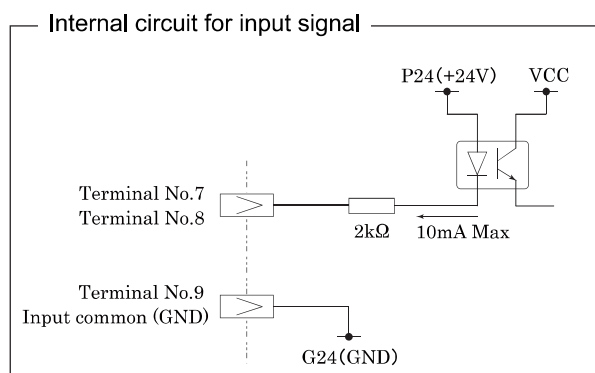 Internal circuit for input signal
P24(+24V)
VCC
Terminal No.7
Terminal No.8
2kΩ
10mA Max
Terminal No.9
Input common (GND)
G24(GND)